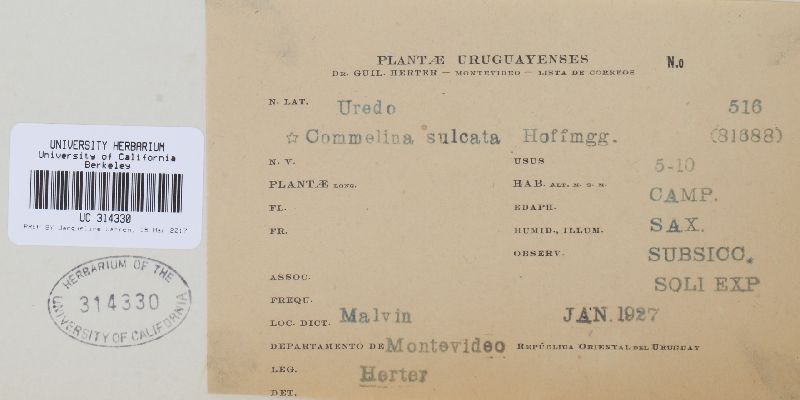 UNIVERSITY HERBARIUM
University of California
Berkeley
UC 314330
HERBARIUM OF THE
314330
UNIVERSITY OF CALIFORNIA
PLANTÆ URUGUAYENSES N.o
DR. GUIL. HERTER — MONTEVIDEO — LISTA DE CORREOS
N. LAT. Uredo 516
☆ Commelina sulcata Hoffmgg. (81688)
N. V. USUS 5-10
PLANTÆ LONG. HAB. ALT. M. S. M. CAMP.
FL. EDAPH. SAX.
FR. HUMID., ILLUM. SUBSICC.
OBSERV. SOLI EXP
ASSOC.
FREQU.
LOC. DICT. Malvin JAN.1927
DEPARTAMENTO DE Montevideo REPÚBLICA ORIENTAL DEL URUGUAY
LEG. Herter
DET.